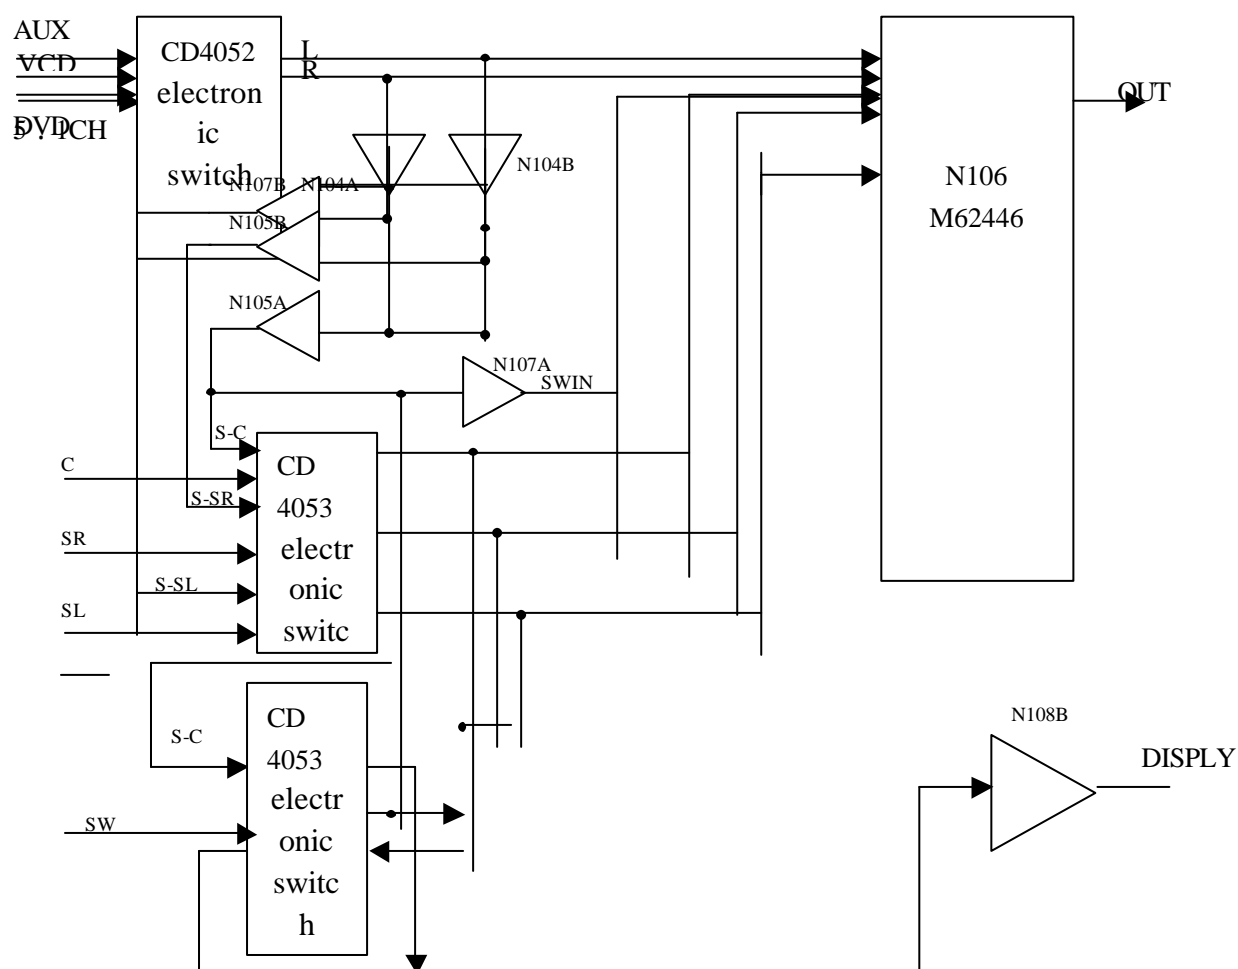 AUX
VCD
DVD
5.1CH
CD4052
electron
ic
switch
L
R
OUT
N104B
N107B
N104A
N105B
N106
M62446
N105A
N107A
SWIN
S-C
C
S-SR
SR
S-SL
SL
CD
4053
electr
onic
switc
S-C
SW
CD
4053
electr
onic
switc
h
N108B
DISPLY